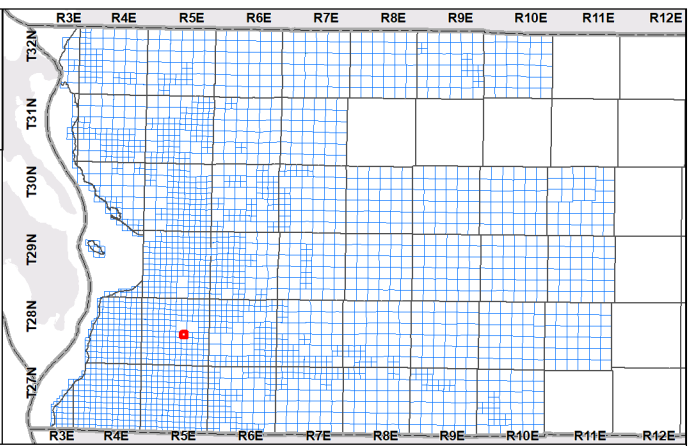 R3E R4E R5E R6E R7E R8E R9E R10E R11E R12E
T32N
T31N
T30N
T29N
T28N
T27N
R3E R4E R5E R6E R7E R8E R9E R10E R11E R12E